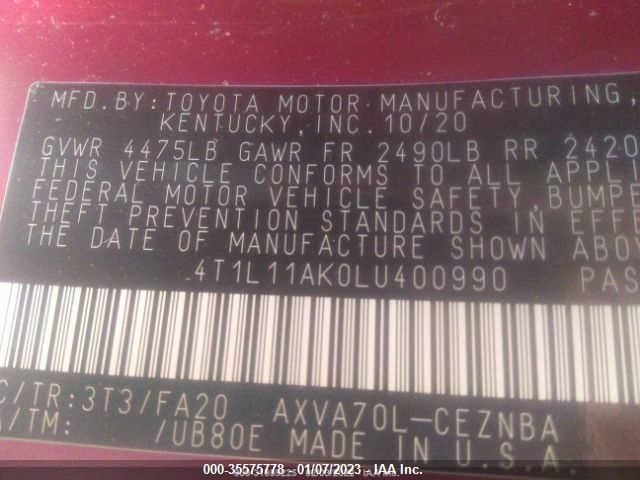 MFD. BY: TOYOTA MOTOR MANUFACTURING,
KENTUCKY, INC. 10/20
GVWR 4475LB GAWR FR 2490LB RR 2420
THIS VEHICLE CONFORMS TO ALL APPLI
FEDERAL MOTOR VEHICLE SAFETY, BUMPE
THEFT PREVENTION STANDARDS IN EFFE
THE DATE OF MANUFACTURE SHOWN ABO
4T1L11AK0LU400990 PAS
C/TR: 3T3/FA20 AXVA70L-CEZNBA
A/TM: /UB80E MADE IN U.S.A.
000-35575778 - 01/07/2023 - IAA Inc.